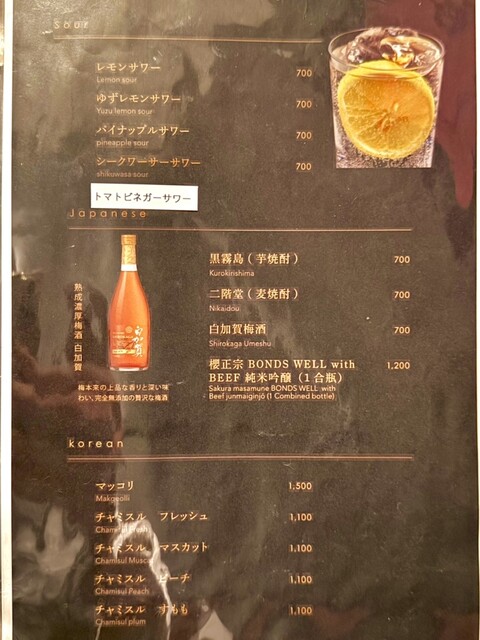 sour
レモンサワー 700
Lemon sour
ゆずレモンサワー 700
Yuzu lemon sour
パイナップルサワー 700
pineapple sour
シークワーサーサワー 700
shikuwasa sour
トマトビネガーサワー
Japanese
熟成濃厚梅酒 白加賀
梅本来の上品な香りと深い味
わい、完全無添加の贅沢な梅酒
黒霧島(芋焼酎) 700
Kurokirishima
二階堂(麦焼酎) 700
Nikaidou
白加賀梅酒 700
Shirokaga Umeshu
櫻正宗 BONDS WELL with 1,200
BEEF 純米吟醸(1合瓶)
Sakura masamune BONDS WELL with
Beef junmaiginjō (1 Combined bottle)
korean
マッコリ 1,500
Makgeolli
チャミスル フレッシュ 1,100
Chamisul Fresh
チャミスル マスカット 1,100
Chamisul Muscat
チャミスル ピーチ 1,100
Chamisul Peach
チャミスル すもも 1,100
Chamisul plum